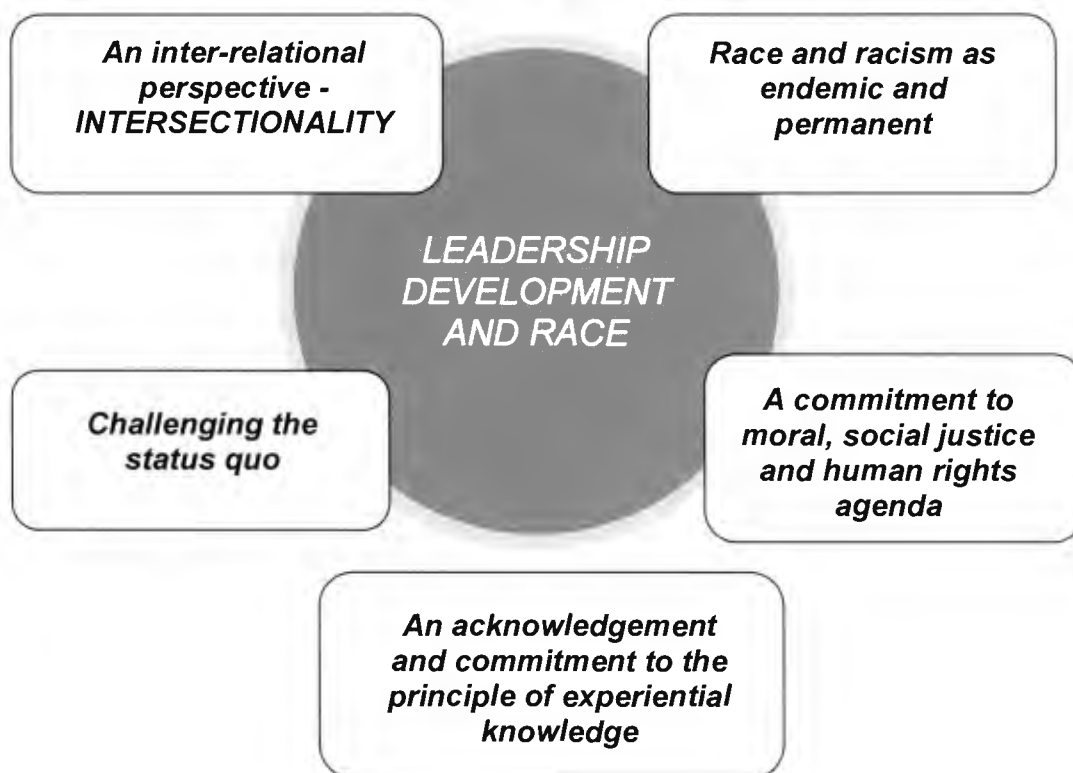 An inter-relational
perspective -
INTERSECTIONALITY
Race and racism as
endemic and
permanent
LEADERSHIP
DEVELOPMENT
AND RACE
Challenging the
status quo
A commitment to
moral, social justice
and human rights
agenda
An acknowledgement
and commitment to the
principle of experiential
knowledge